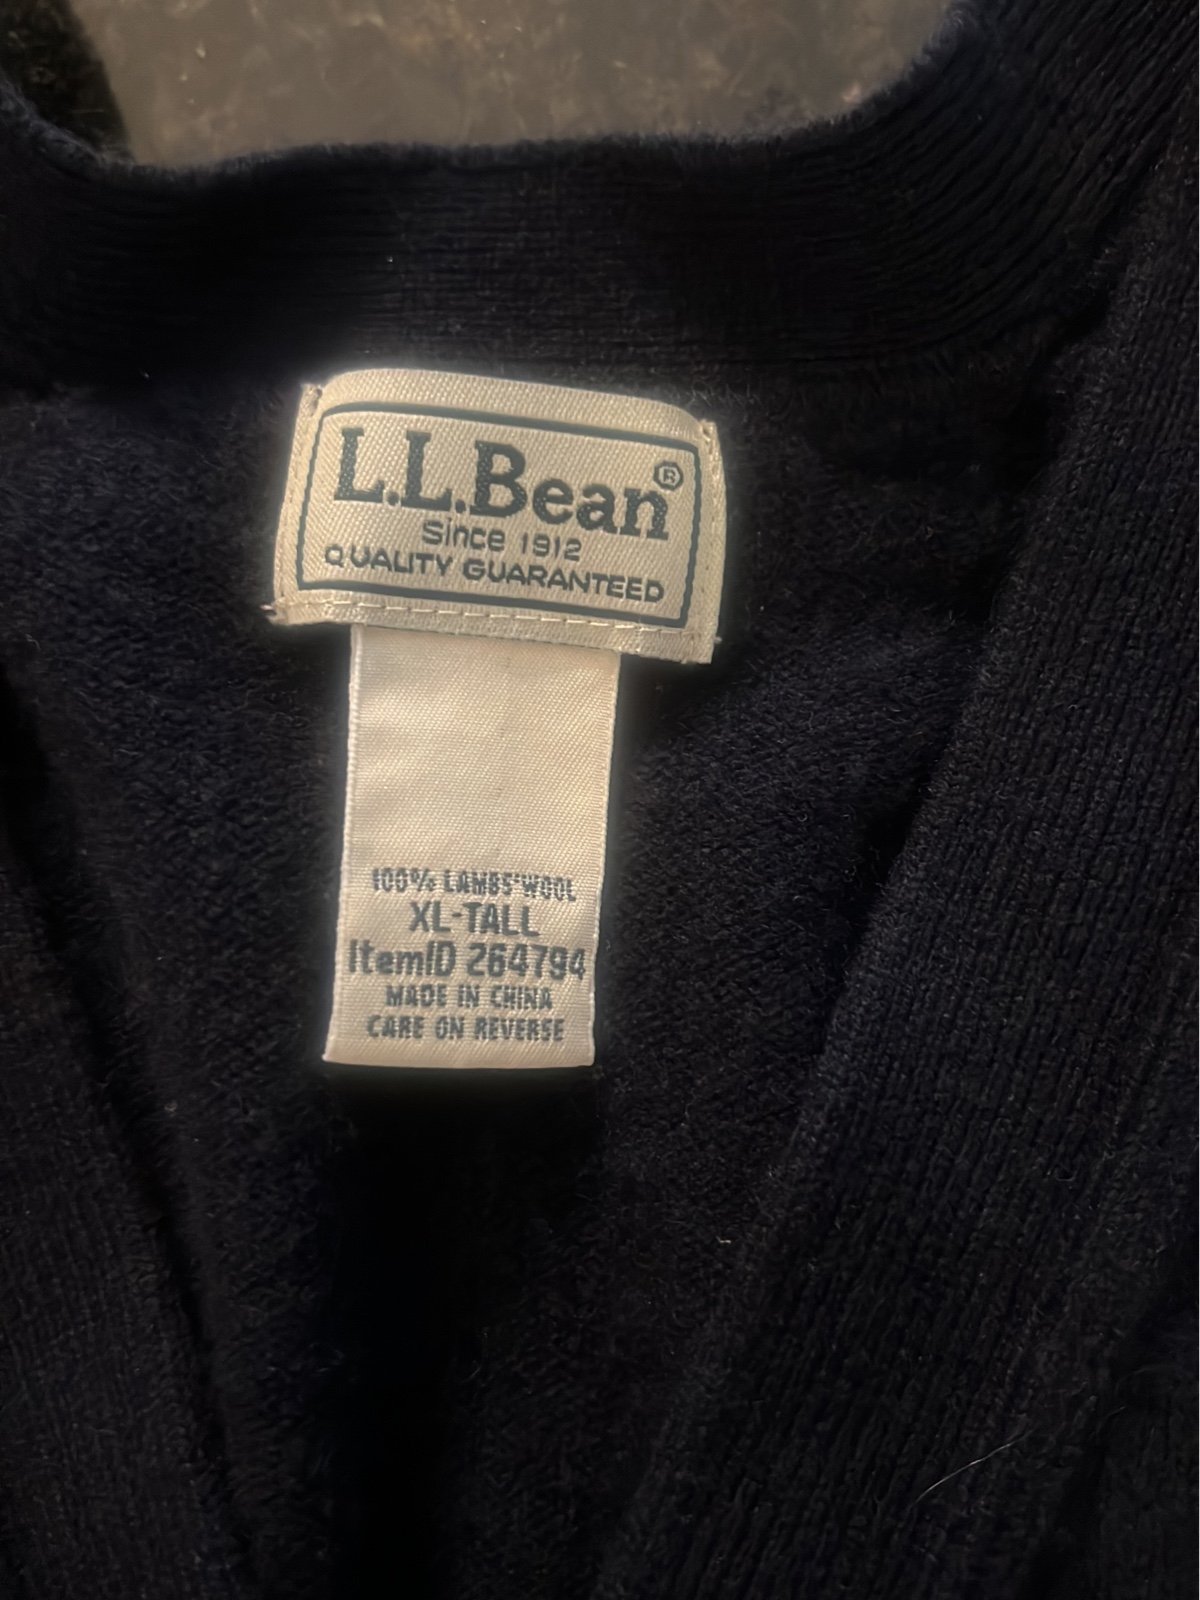 L.L.Bean®
Since 1912
QUALITY GUARANTEED
100% LAMBS'WOOL
XL-TALL
ItemID 264794
MADE IN CHINA
CARE ON REVERSE